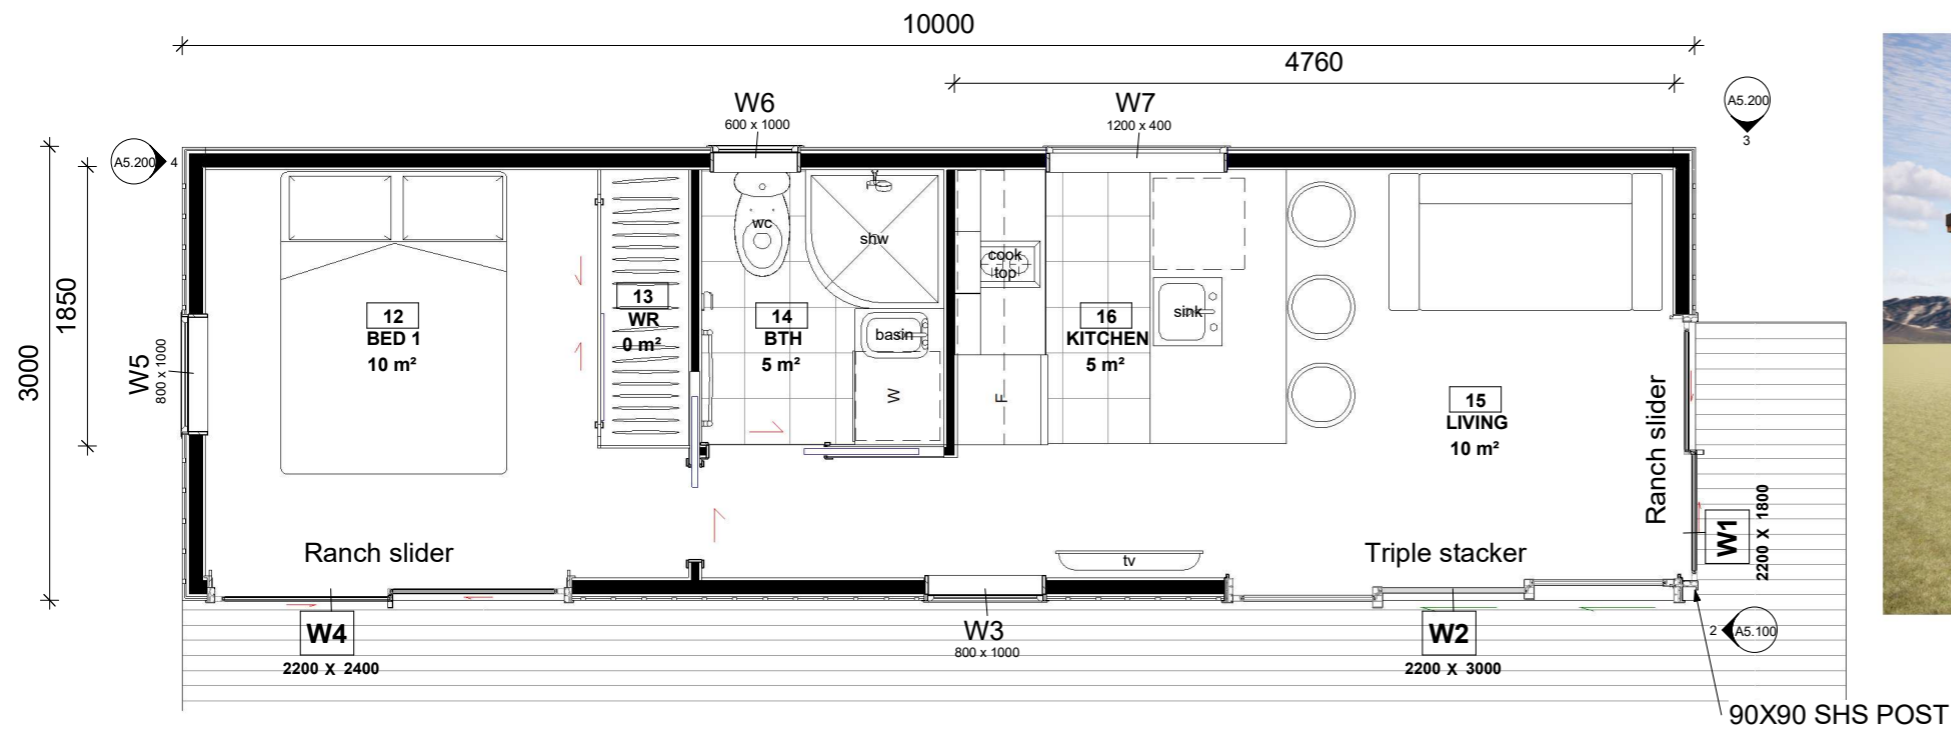 10000
4760
W6
600 x 1000
W7
1200 x 400
A5.200
3
A5.200
4
3000
1850
W5
800 x 1000
12
BED 1
10 m²
13
WR
0 m²
wc
shw
14
BTH
5 m²
basin
W
cook
top
F
16
KITCHEN
5 m²
sink
15
LIVING
10 m²
Ranch slider
W1
2200 X 1800
Ranch slider
tv
Triple stacker
W4
2200 X 2400
W3
800 x 1000
W2
2200 X 3000
2
A5.100
90X90 SHS POST